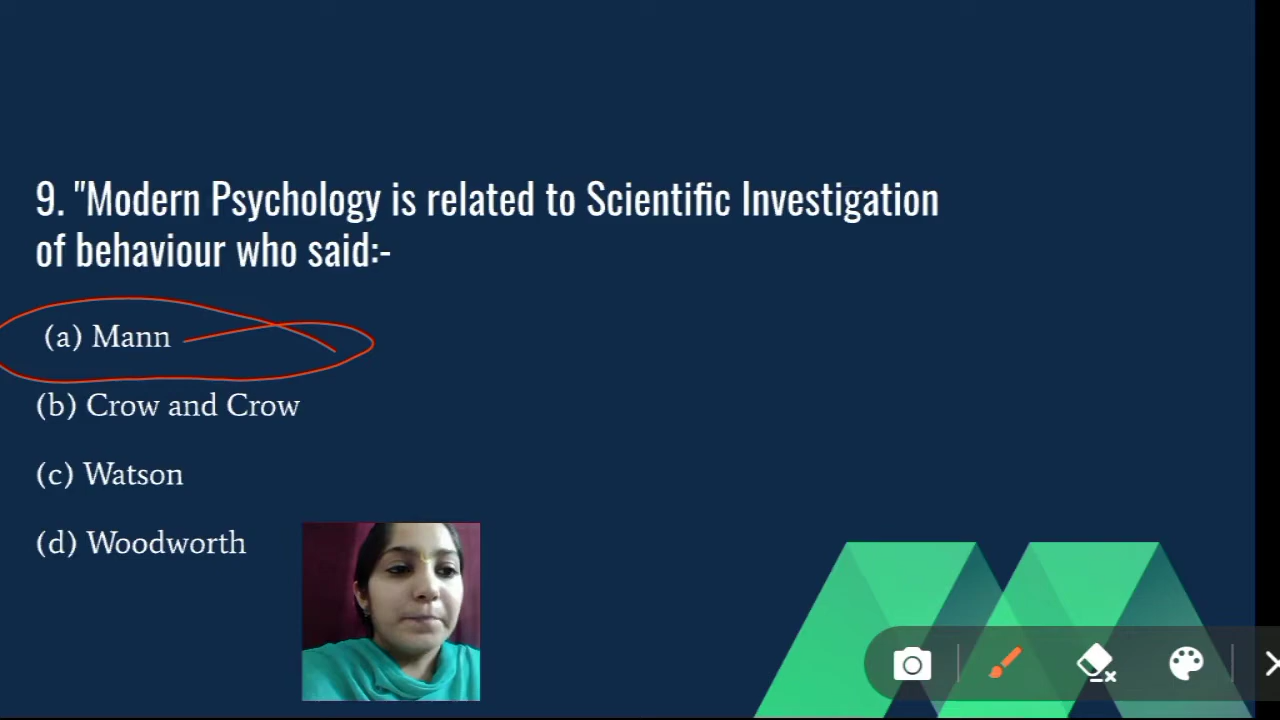 9. "Modern Psychology is related to Scientific Investigation
of behaviour who said:-
(a) Mann
(b) Crow and Crow
(c) Watson
(d) Woodworth